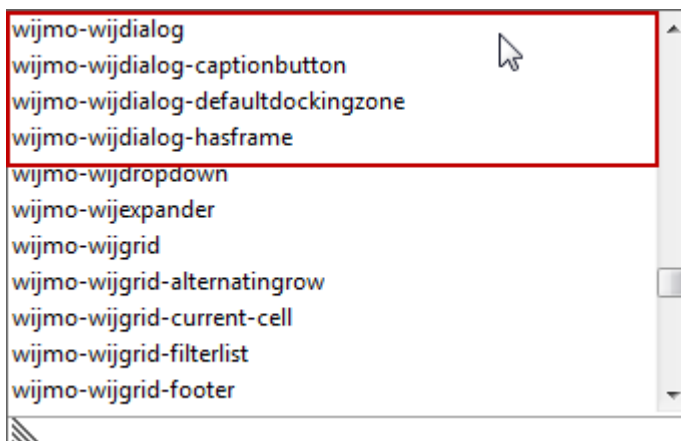 wijmo-wijdialog
wijmo-wijdialog-captionbutton
wijmo-wijdialog-defaultdockingzone
wijmo-wijdialog-hasframe
wijmo-wijdropdown
wijmo-wijexpander
wijmo-wijgrid
wijmo-wijgrid-alternatingrow
wijmo-wijgrid-current-cell
wijmo-wijgrid-filterlist
wijmo-wijgrid-footer